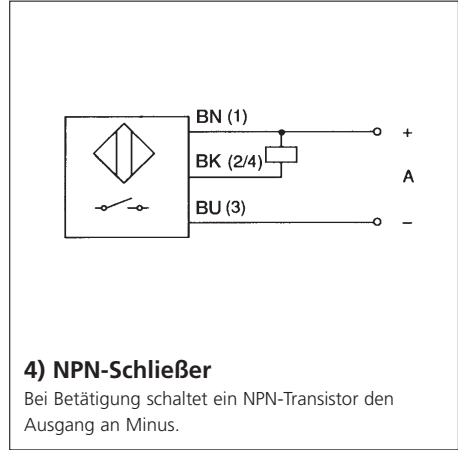 BN (1)
+
BK (2/4)
A
BU (3)
–
4) NPN-Schließer
Bei Betätigung schaltet ein NPN-Transistor den
Ausgang an Minus.